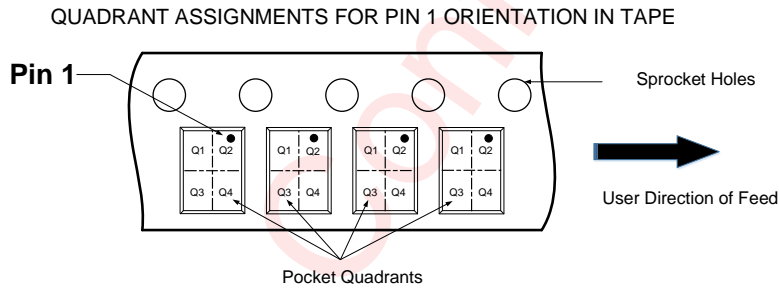 QUADRANT ASSIGNMENTS FOR PIN 1 ORIENTATION IN TAPE
Pin 1
Sprocket Holes
Q1 Q2 Q1 Q2 Q1 Q2 Q1 Q2
Q3 Q4 Q3 Q4 Q3 Q4 Q3 Q4
User Direction of Feed
Pocket Quadrants